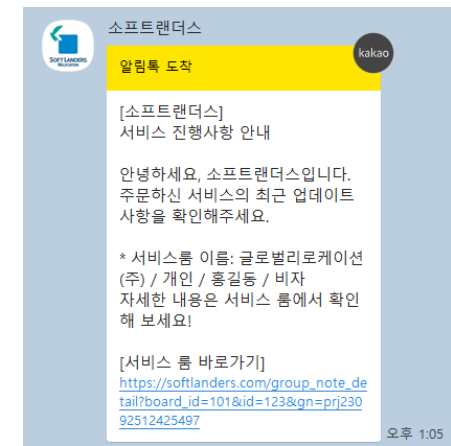 소프트랜더스
kakao
알림톡 도착
SOFT LANDERS
RELOCATION
[소프트랜더스]
서비스 진행사항 안내
안녕하세요, 소프트랜더스입니다.
주문하신 서비스의 최근 업데이트
사항을 확인해주세요.
* 서비스룸 이름: 글로벌리로케이션
(주) / 개인 / 홍길동 / 비자
자세한 내용은 서비스 룸에서 확인
해 보세요!
[서비스 룸 바로가기]
https://softlanders.com/group_note_de
tail?board_id=101&id=123&gn=prj230
92512425497
오후 1:05